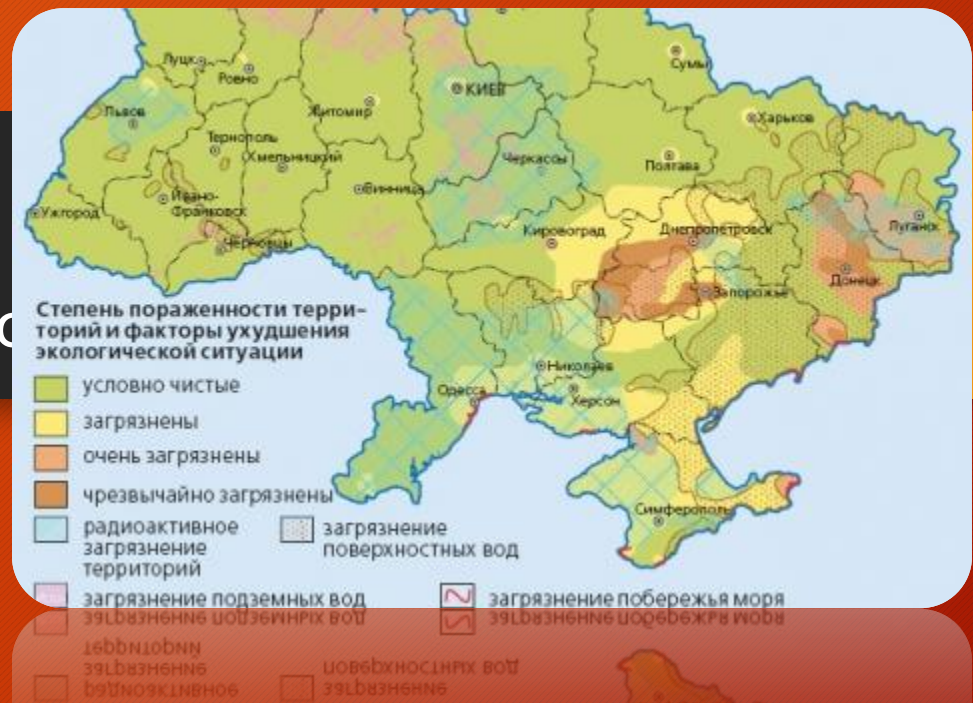 Луцк
Ровно
Сумы
КИЕВ
Житомир
Львов
Харьков
Тернополь
Хмельницкий
Черкассы
Полтава
Винница
Ивано-
Франковск
Ужгород
Луганск
Кировоград
Днепропетровск
Черновцы
Донецк
Запорожье
Николаев
Одесса
Херсон
Симферополь
Степень пораженности терри-
торий и факторы ухудшения
экологической ситуации
условно чистые
загрязнены
очень загрязнены
чрезвычайно загрязнены
радиоактивное
загрязнение
территорий
загрязнение
поверхностных вод
загрязнение подземных вод
загрязнение побережья моря